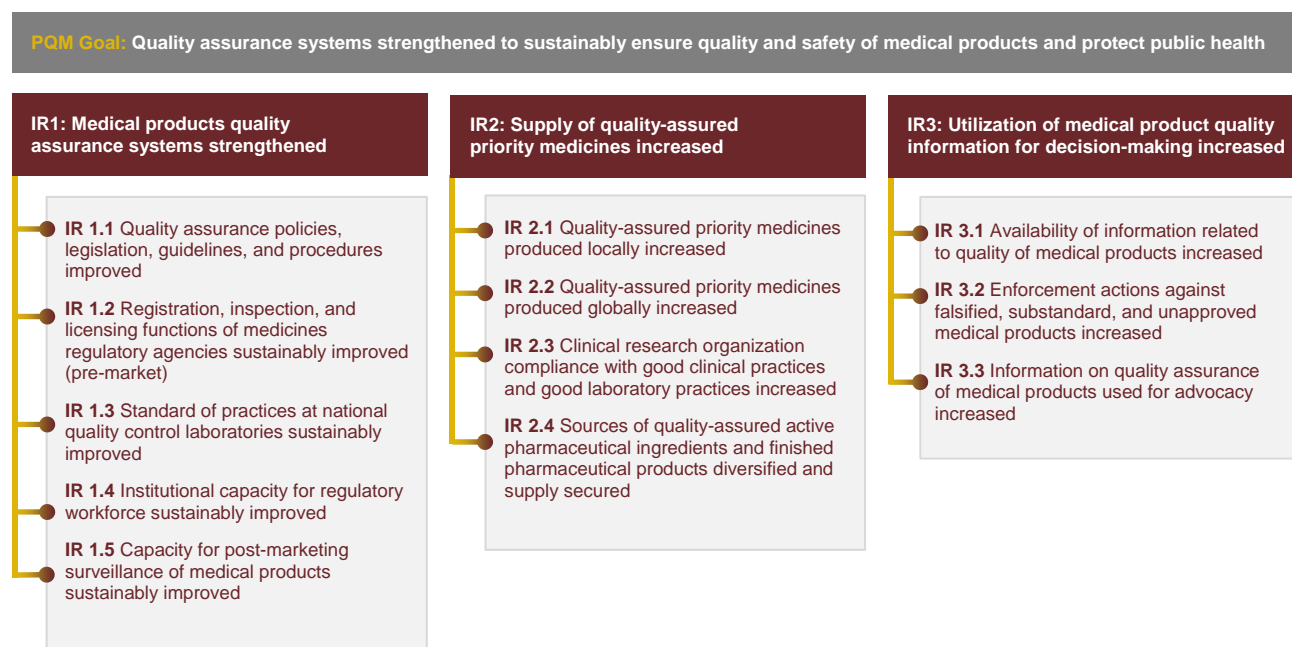 PQM Goal: Quality assurance systems strengthened to sustainably ensure quality and safety of medical products and protect public health
IR1: Medical products quality
assurance systems strengthened
IR 1.1 Quality assurance policies,
legislation, guidelines, and procedures
improved
IR 1.2 Registration, inspection, and
licensing functions of medicines
regulatory agencies sustainably improved
(pre-market)
IR 1.3 Standard of practices at national
quality control laboratories sustainably
improved
IR 1.4 Institutional capacity for regulatory
workforce sustainably improved
IR 1.5 Capacity for post-marketing
surveillance of medical products
sustainably improved
IR2: Supply of quality-assured
priority medicines increased
IR 2.1 Quality-assured priority medicines
produced locally increased
IR 2.2 Quality-assured priority medicines
produced globally increased
IR 2.3 Clinical research organization
compliance with good clinical practices
and good laboratory practices increased
IR 2.4 Sources of quality-assured active
pharmaceutical ingredients and finished
pharmaceutical products diversified and
supply secured
IR3: Utilization of medical product quality
information for decision-making increased
IR 3.1 Availability of information related
to quality of medical products increased
IR 3.2 Enforcement actions against
falsified, substandard, and unapproved
medical products increased
IR 3.3 Information on quality assurance
of medical products used for advocacy
increased